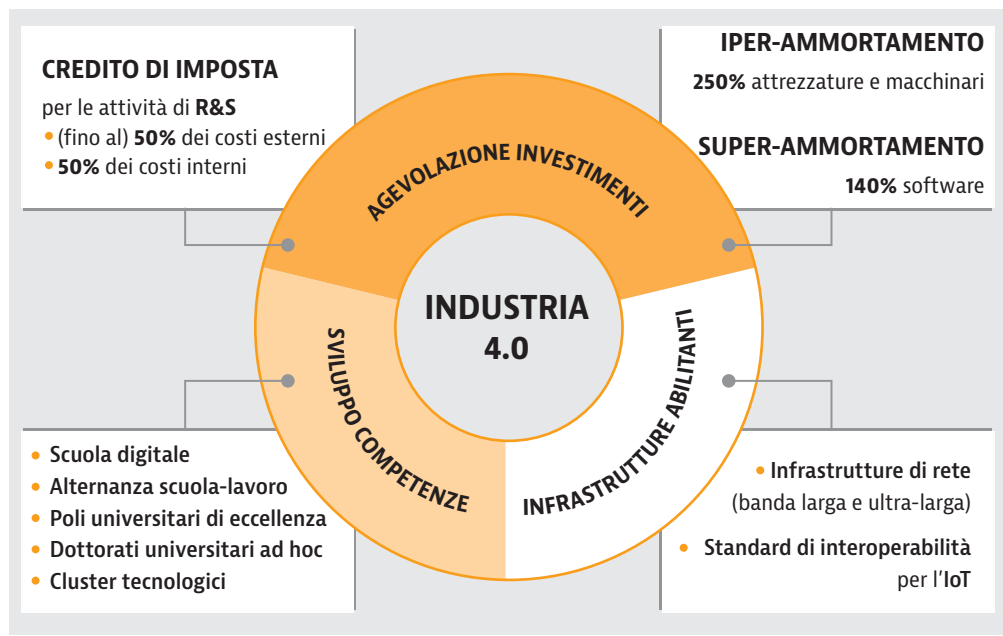 CREDITO DI IMPOSTA
per le attività di R&S
• (fino al) 50% dei costi esterni
• 50% dei costi interni
IPER-AMMORTAMENTO
250% attrezzature e macchinari
SUPER-AMMORTAMENTO
140% software
AGEVOLAZIONE INVESTIMENTI
INDUSTRIA
4.0
SVILUPPO COMPETENZE
INFRASTRUTTURE ABILITANTI
• Scuola digitale
• Alternanza scuola-lavoro
• Poli universitari di eccellenza
• Dottorati universitari ad hoc
• Cluster tecnologici
• Infrastrutture di rete
(banda larga e ultra-larga)
• Standard di interoperabilità
per l'IoT